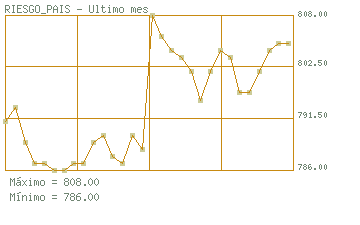 RIESGO_PAIS - Ultimo mes
808.00
802.50
791.50
786.00
Máximo = 808.00
Mínimo = 786.00